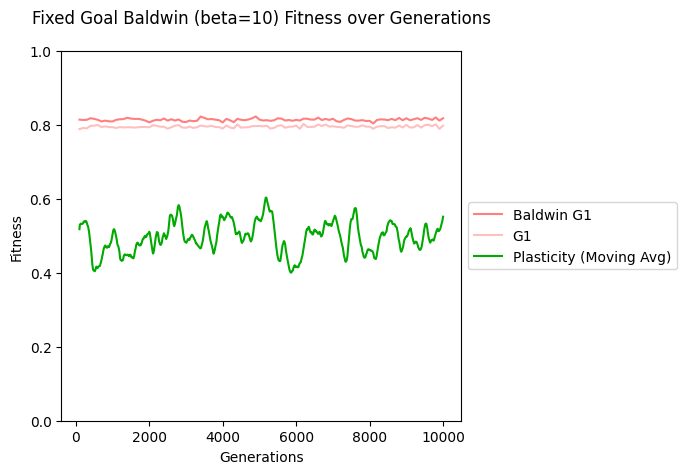 Fixed Goal Baldwin (beta=10) Fitness over Generations
1.0
0.8
0.6
0.4
0.2
0.0
Fitness
0 2000 4000 6000 8000 10000
Generations
Baldwin G1
G1
Plasticity (Moving Avg)